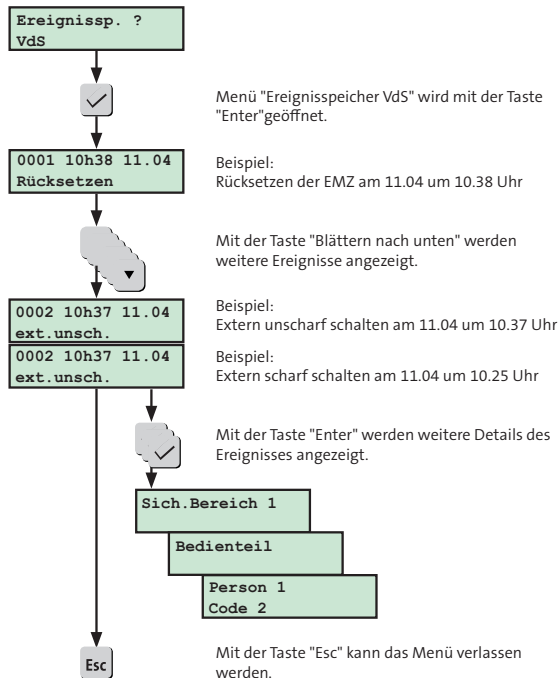 Ereignissp. ?
VdS
Menü "Ereignisspeicher VdS" wird mit der Taste
"Enter"geöffnet.
0001 10h38 11.04
Rücksetzen
Beispiel:
Rücksetzen der EMZ am 11.04 um 10.38 Uhr
Mit der Taste "Blättern nach unten" werden
weitere Ereignisse angezeigt.
0002 10h37 11.04
ext.unsch.
Beispiel:
Extern unscharf schalten am 11.04 um 10.37 Uhr
0002 10h37 11.04
ext.unsch.
Beispiel:
Extern scharf schalten am 11.04 um 10.25 Uhr
Mit der Taste "Enter" werden weitere Details des
Ereignisses angezeigt.
Sich.Bereich 1
Bedienteil
Person 1
Code 2
Esc
Mit der Taste "Esc" kann das Menü verlassen
werden.